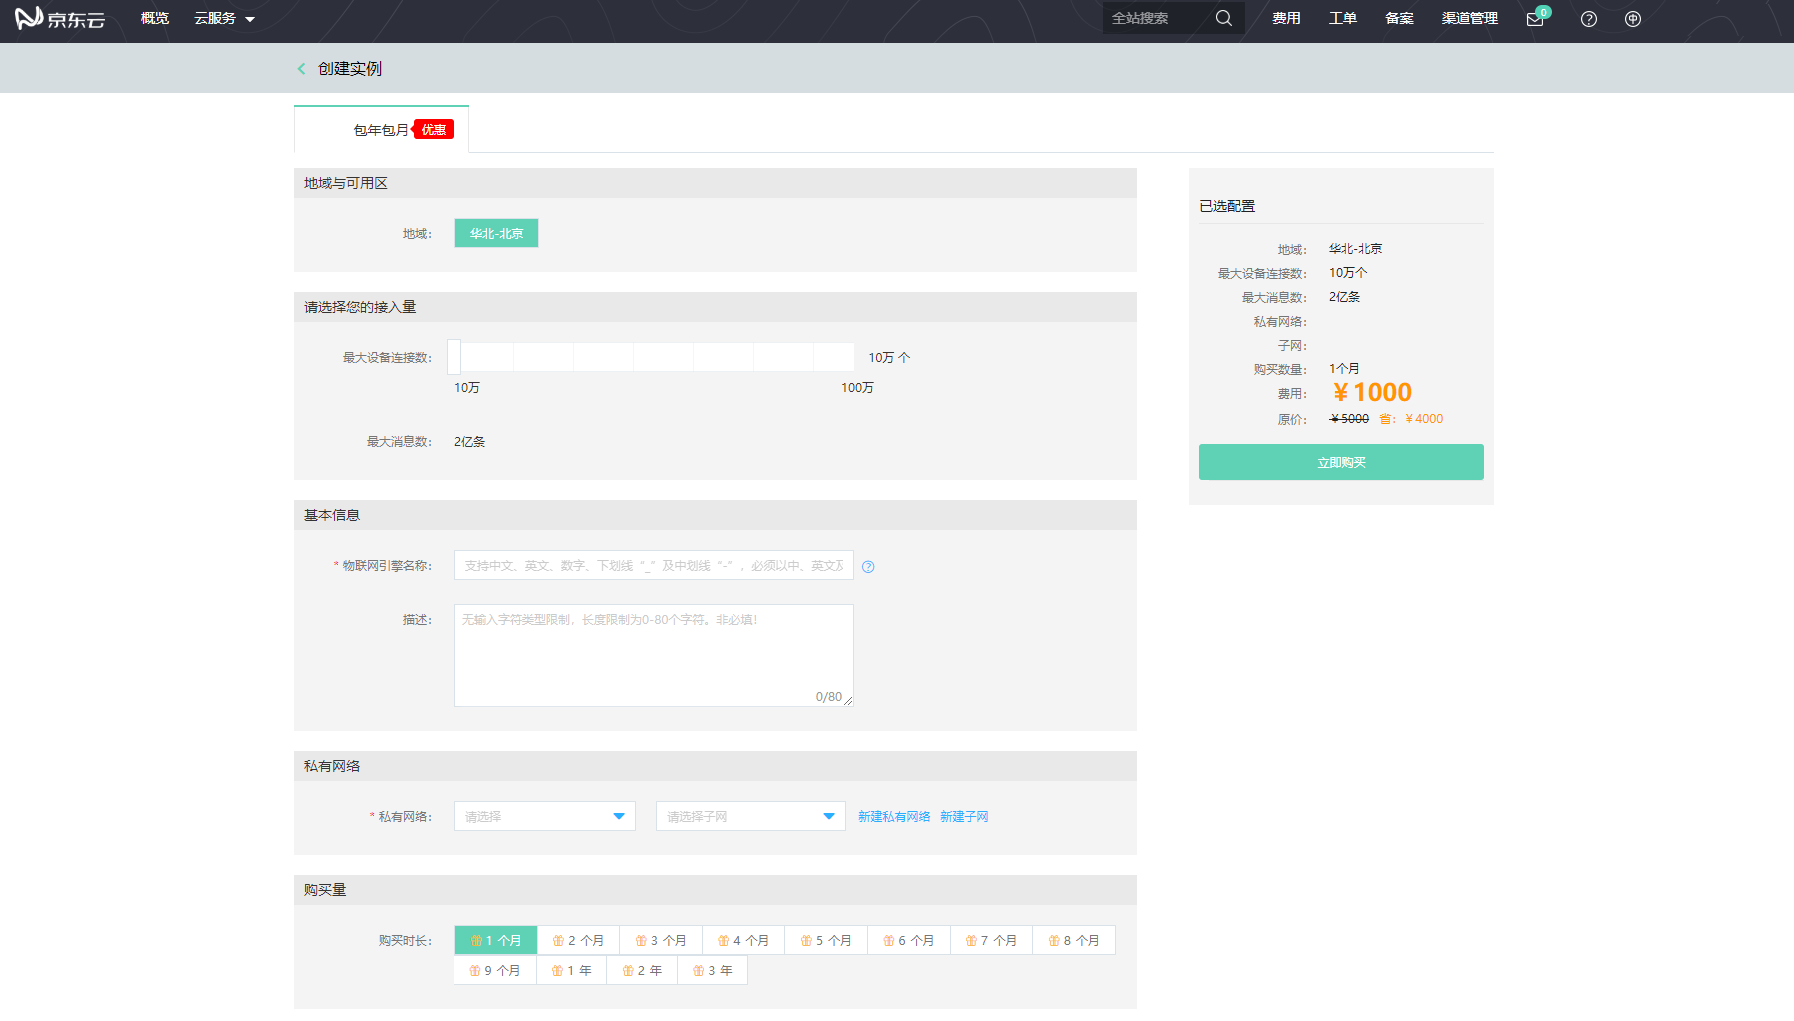 京东云 概览 云服务 全站搜索 费用 工单 备案 渠道管理 0
创建实例
包年包月 优惠
地域与可用区
地域： 华北-北京
请选择您的接入量
最大设备连接数： 10万 个
10万 100万
最大消息数： 2亿条
基本信息
* 物联网引擎名称： 支持中文、英文、数字、下划线“_”及中划线“-”，必须以中、英文及
描述： 无输入字符类型限制，长度限制为0-80个字符。非必填！
0/80
私有网络
* 私有网络： 请选择 请选择子网 新建私有网络 新建子网
购买量
购买时长： 1 个月 2 个月 3 个月 4 个月 5 个月 6 个月 7 个月 8 个月
9 个月 1 年 2 年 3 年
已选配置
地域： 华北-北京
最大设备连接数： 10万个
最大消息数： 2亿条
私有网络：
子网：
购买数量： 1个月
费用： ￥1000
原价： ￥5000 省：￥4000
立即购买